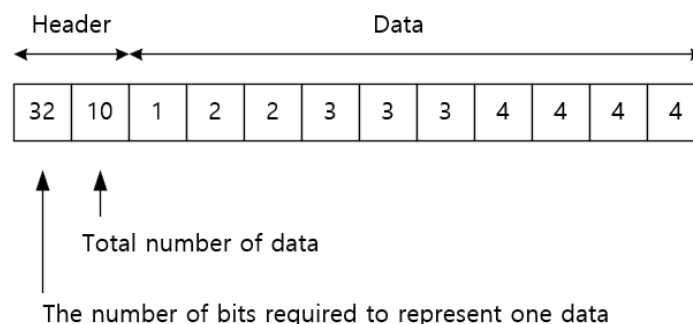 Header Data
32 10 1 2 2 3 3 3 4 4 4 4
Total number of data
The number of bits required to represent one data